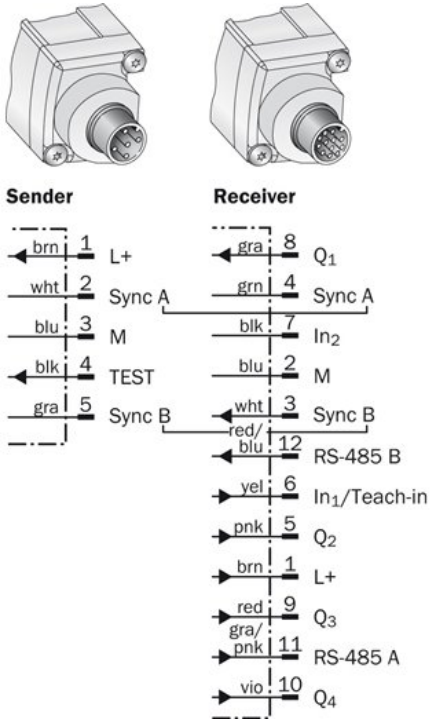 Sender
brn 1 L+
wht 2 Sync A
blu 3 M
blk 4 TEST
gra 5 Sync B
Receiver
gra 8 Q1
grn 4 Sync A
blk 7 In2
blu 2 M
wht 3 Sync B
red/
blu 12 RS-485 B
yel 6 In1/Teach-in
pnk 5 Q2
brn 1 L+
red 9 Q3
gra/
pnk 11 RS-485 A
vio 10 Q4